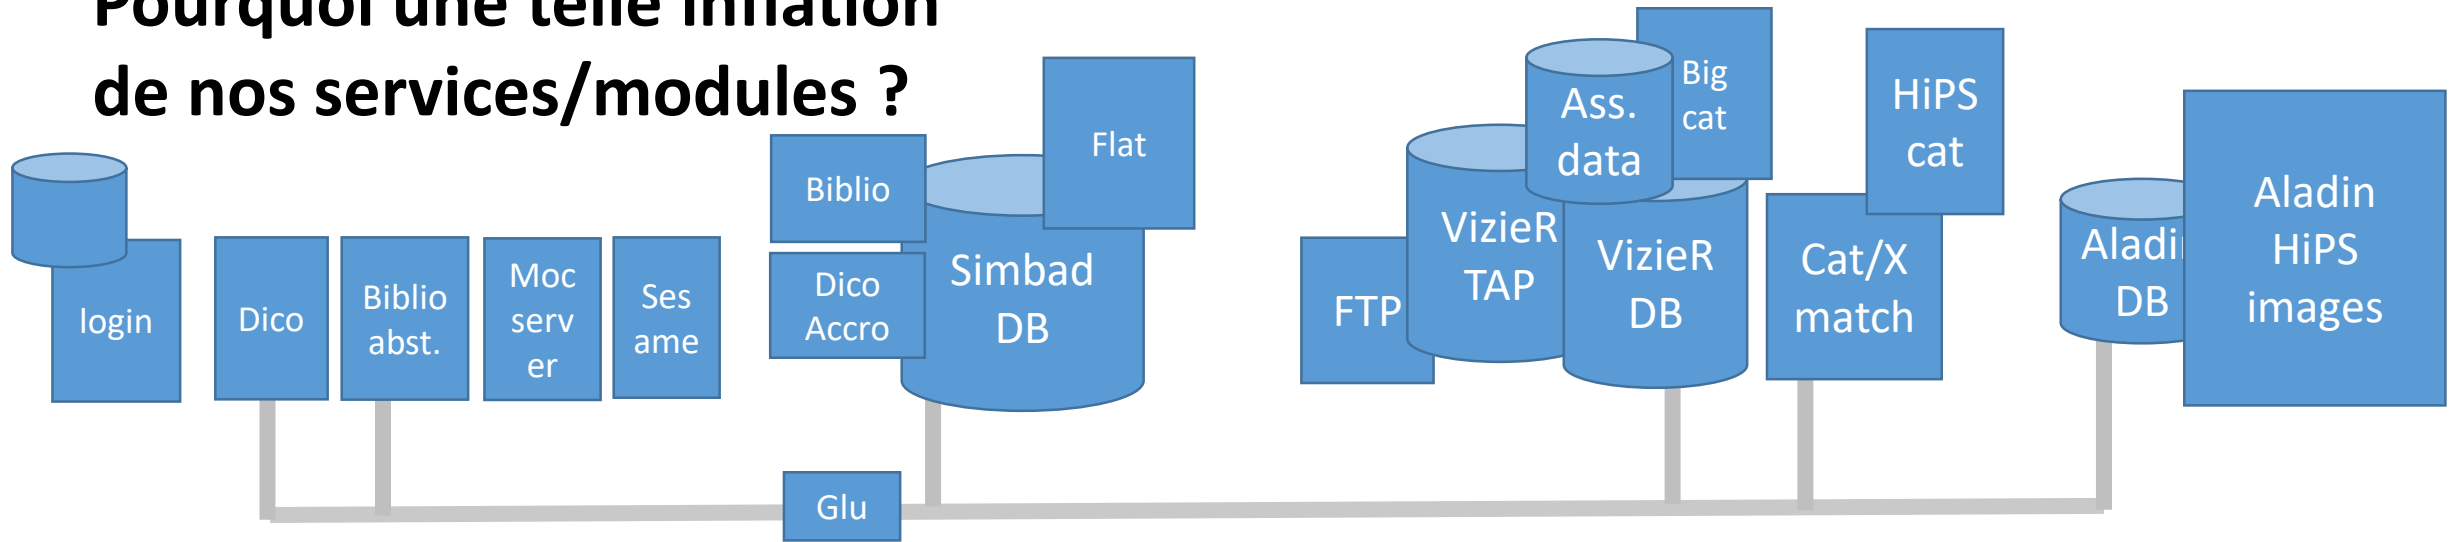 Pourquoi une telle inflation
de nos services/modules ?
login
Dico
Biblio
abst.
Moc
serv
er
Ses
ame
Biblio
Dico
Accro
Simbad
DB
Flat
FTP
VizieR
TAP
Ass.
data
Big
cat
VizieR
DB
HiPS
cat
Cat/X
match
Aladin
DB
Aladin
HiPS
images
Glu